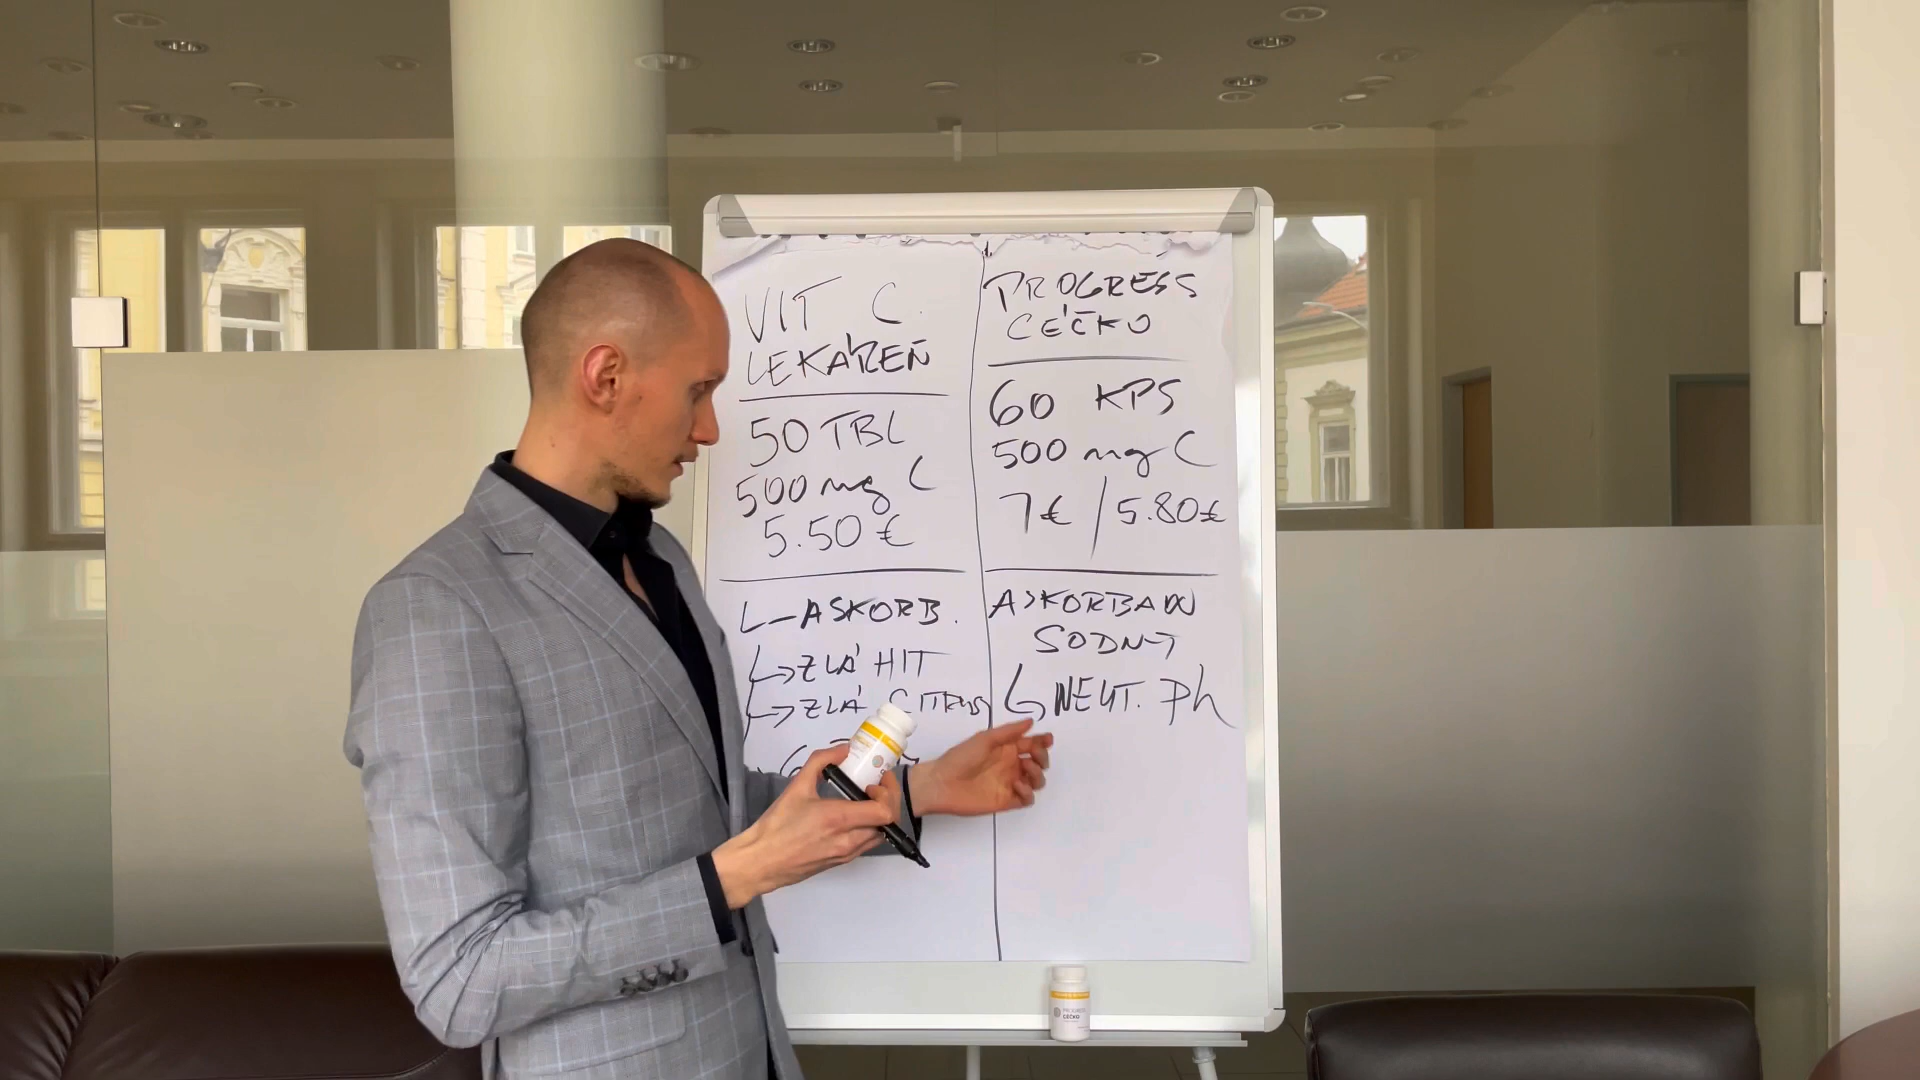 VIT C.
LEKÁREŇ
50 TBL
500 mg C
5.50 €
L-ASKORB.
↳ ZLÁ HIT
↳ ZLÁ CITRUS
PROGRESS
CÉČKO
60 KPS
500 mg C
7€ / 5.80€
ASKORBAN
SODNÝ
↳ NEUT. Ph
CÉČKO